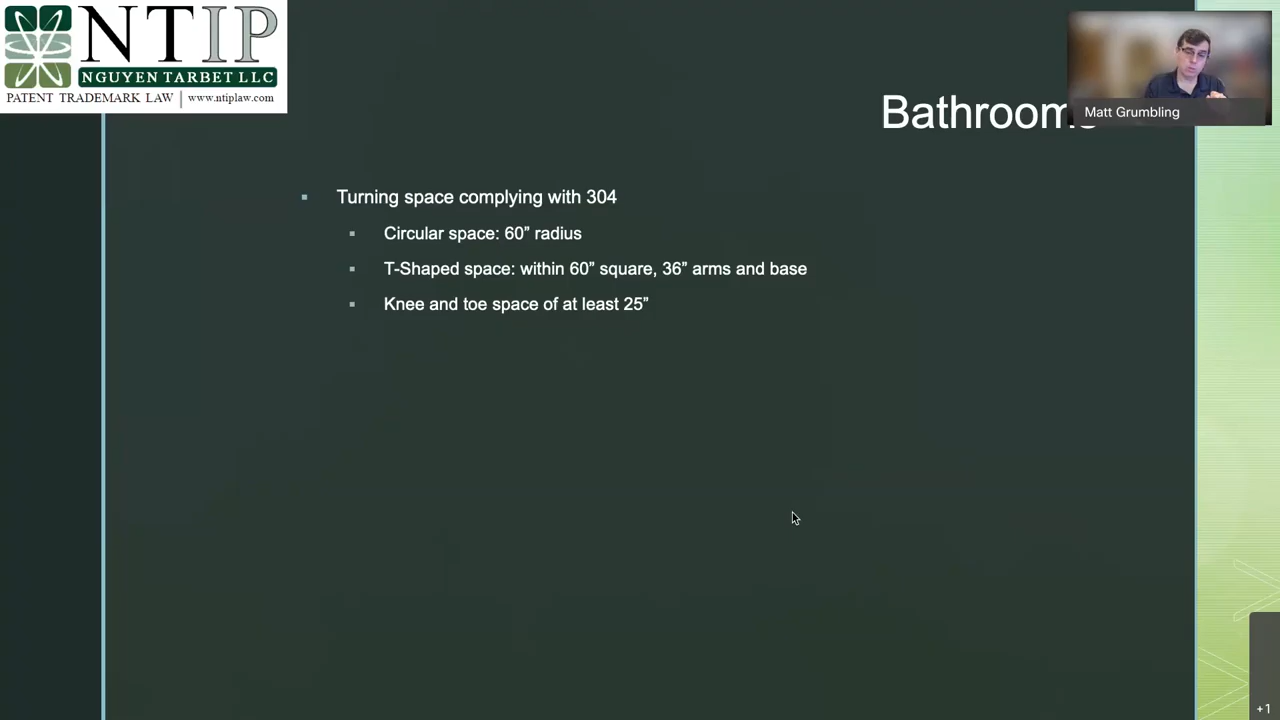 NTIP
NGUYEN TARBET LLC
PATENT TRADEMARK LAW | www.ntiplaw.com
Matt Grumbling
▪ Turning space complying with 304
▪ Circular space: 60” radius
▪ T-Shaped space: within 60” square, 36” arms and base
▪ Knee and toe space of at least 25”
+1